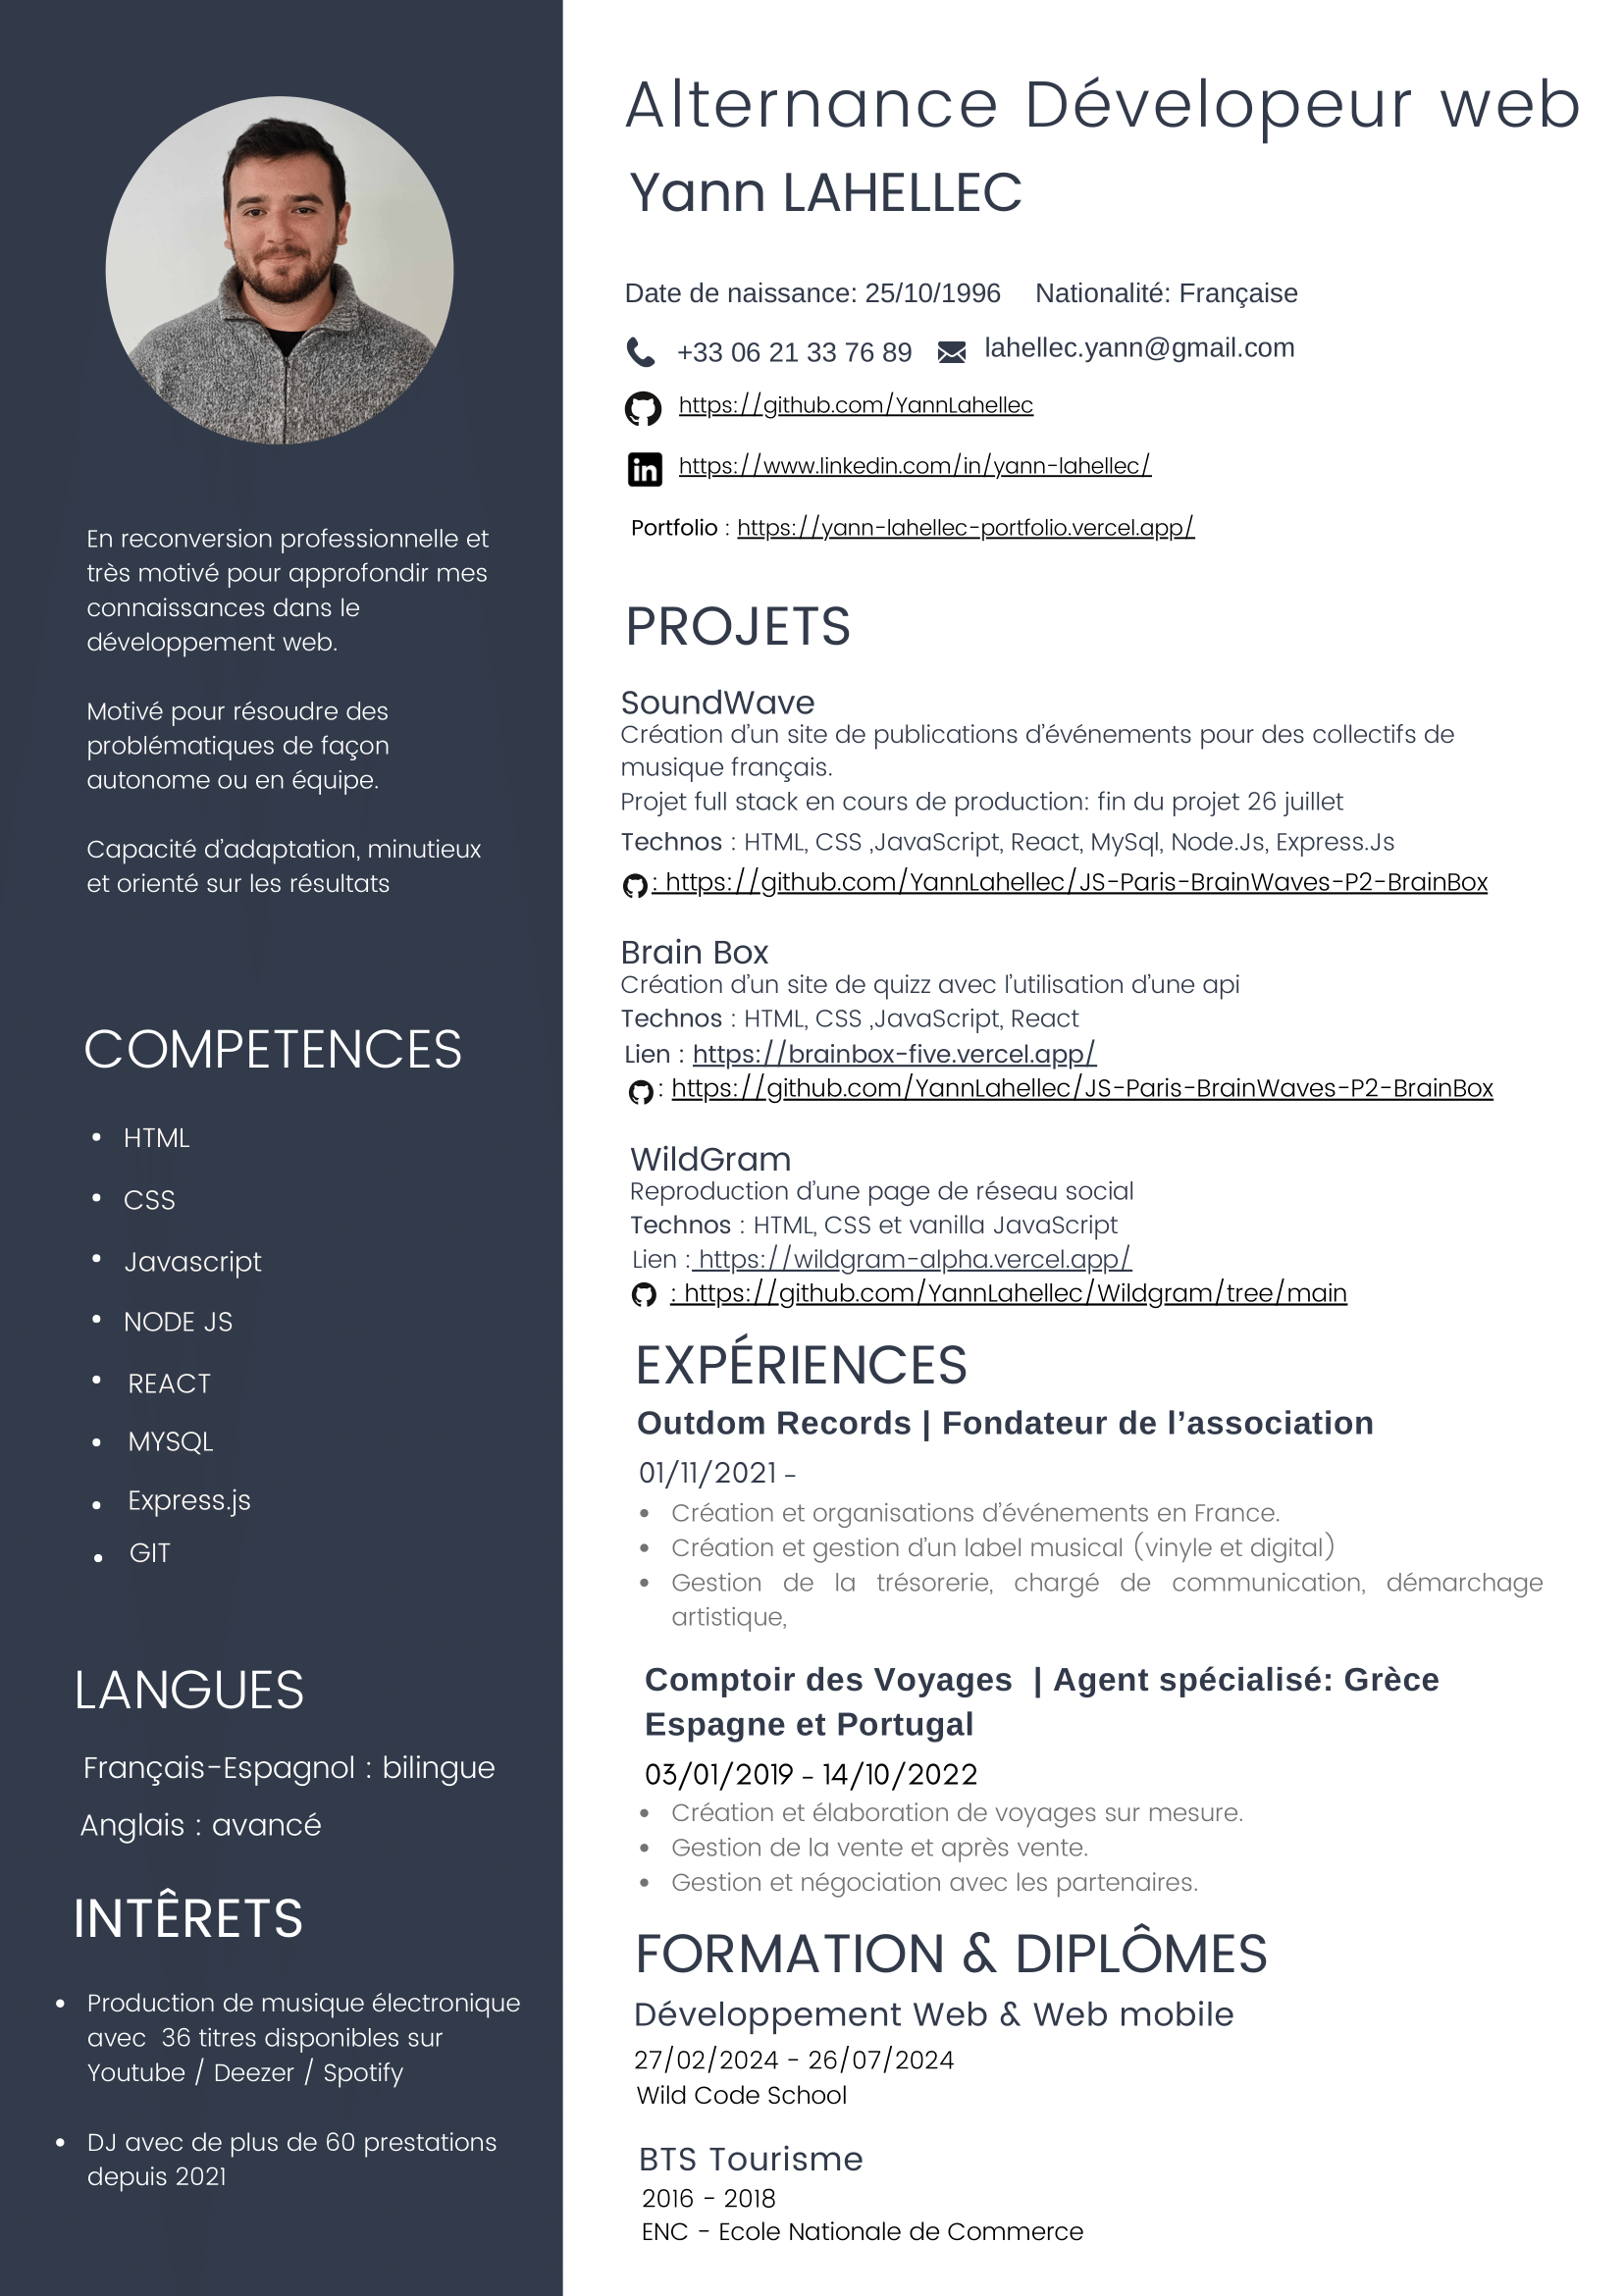 Alternance Dévelopeur web
Yann LAHELLEC
Date de naissance: 25/10/1996 Nationalité: Française
+33 06 21 33 76 89 lahellec.yann@gmail.com
https://github.com/YannLahellec
in https://www.linkedin.com/in/yann-lahellec/
Portfolio : https://yann-lahellec-portfolio.vercel.app/
En reconversion professionnelle et
très motivé pour approfondir mes
connaissances dans le
développement web.
Motivé pour résoudre des
problématiques de façon
autonome ou en équipe.
Capacité d'adaptation, minutieux
et orienté sur les résultats
COMPETENCES
• HTML
• CSS
• Javascript
• NODE JS
• REACT
• MYSQL
• Express.js
• GIT
LANGUES
Français-Espagnol : bilingue
Anglais : avancé
INTÊRETS
• Production de musique électronique
avec 36 titres disponibles sur
Youtube / Deezer / Spotify
• DJ avec de plus de 60 prestations
depuis 2021
PROJETS
SoundWave
Création d'un site de publications d'événements pour des collectifs de
musique français.
Projet full stack en cours de production: fin du projet 26 juillet
Technos : HTML, CSS ,JavaScript, React, MySql, Node.Js, Express.Js
: https://github.com/YannLahellec/JS-Paris-BrainWaves-P2-BrainBox
Brain Box
Création d'un site de quizz avec l'utilisation d'une api
Technos : HTML, CSS ,JavaScript, React
Lien : https://brainbox-five.vercel.app/
: https://github.com/YannLahellec/JS-Paris-BrainWaves-P2-BrainBox
WildGram
Reproduction d'une page de réseau social
Technos : HTML, CSS et vanilla JavaScript
Lien : https://wildgram-alpha.vercel.app/
: https://github.com/YannLahellec/Wildgram/tree/main
EXPÉRIENCES
Outdom Records | Fondateur de l’association
01/11/2021 -
• Création et organisations d'événements en France.
• Création et gestion d'un label musical (vinyle et digital)
• Gestion de la trésorerie, chargé de communication, démarchage
artistique,
Comptoir des Voyages | Agent spécialisé: Grèce
Espagne et Portugal
03/01/2019 - 14/10/2022
• Création et élaboration de voyages sur mesure.
• Gestion de la vente et après vente.
• Gestion et négociation avec les partenaires.
FORMATION & DIPLÔMES
Développement Web & Web mobile
27/02/2024 - 26/07/2024
Wild Code School
BTS Tourisme
2016 - 2018
ENC - Ecole Nationale de Commerce